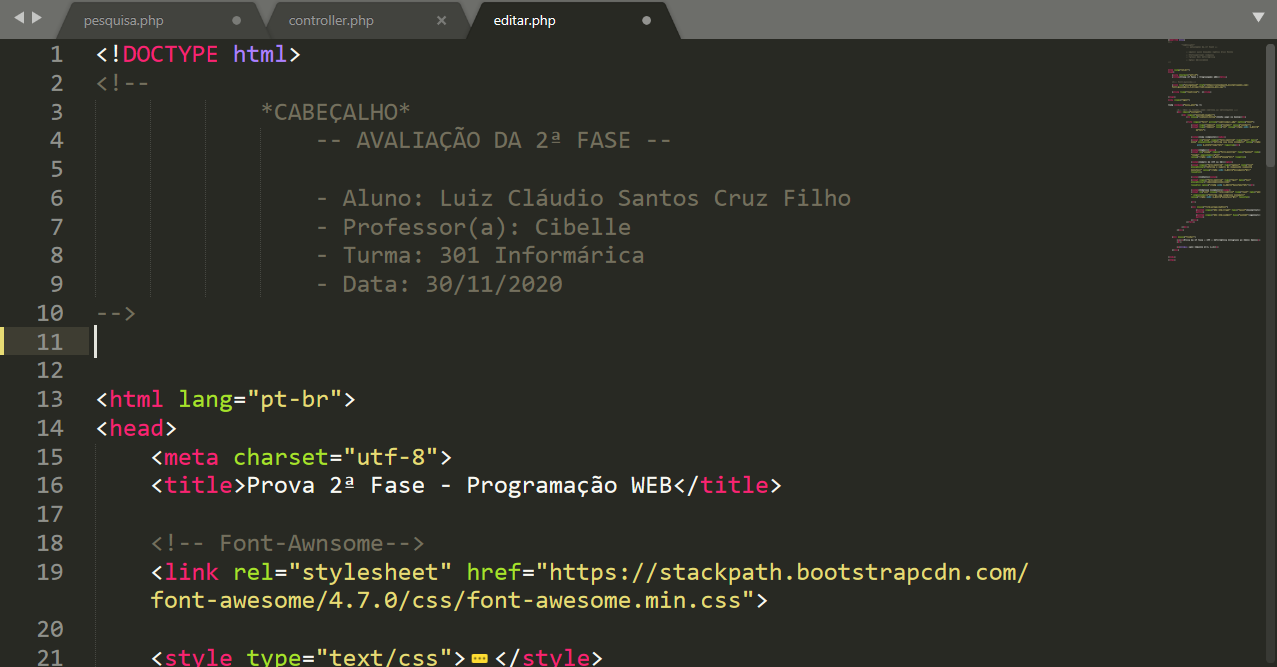 pesquisa.php
controller.php
editar.php
1 <!DOCTYPE html>
2 <!--
3 *CABEÇALHO*
4 -- AVALIAÇÃO DA 2ª FASE --
5
6 - Aluno: Luiz Cláudio Santos Cruz Filho
7 - Professor(a): Cibelle
8 - Turma: 301 Informárica
9 - Data: 30/11/2020
10 -->
11
12
13 <html lang="pt-br">
14 <head>
15 <meta charset="utf-8">
16 <title>Prova 2ª Fase - Programação WEB</title>
17
18 <!-- Font-Awnsome-->
19 <link rel="stylesheet" href="https://stackpath.bootstrapcdn.com/
font-awesome/4.7.0/css/font-awesome.min.css">
20
21 <style type="text/css"></style>